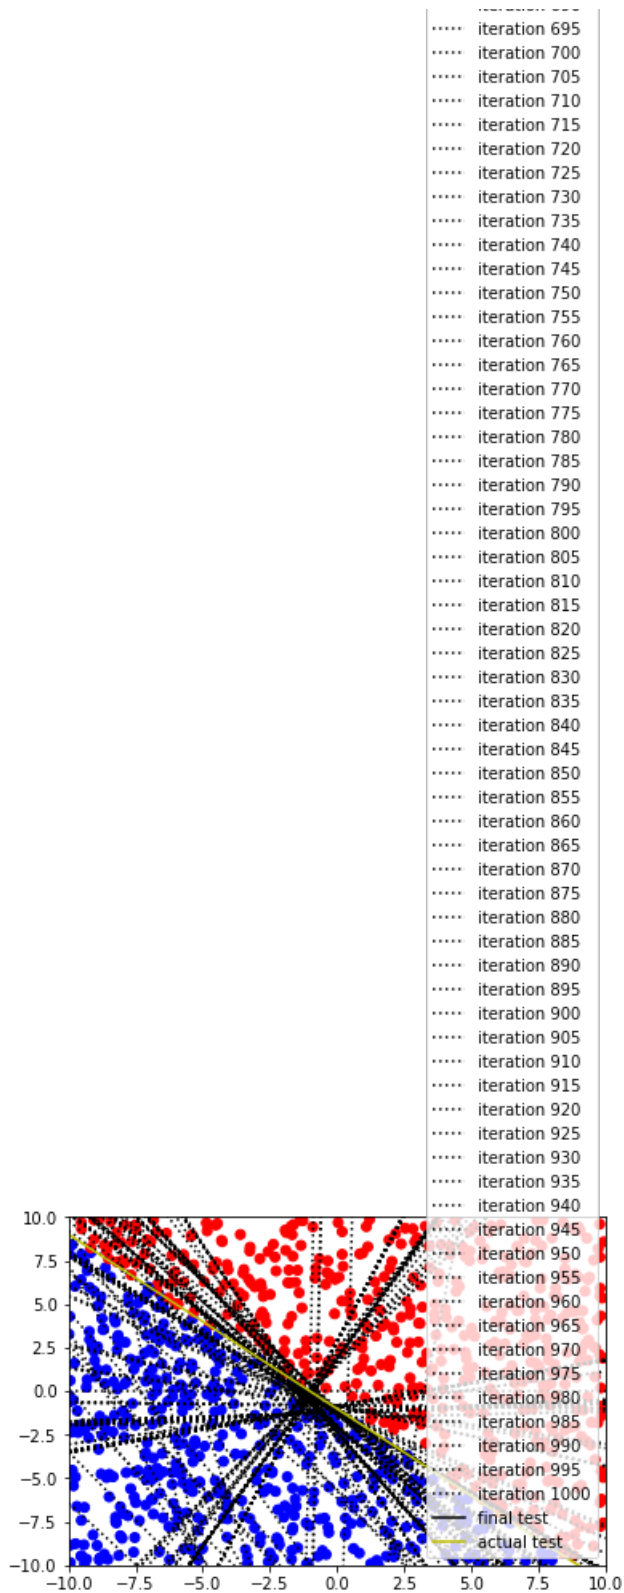 iteration 695
iteration 700
iteration 705
iteration 710
iteration 715
iteration 720
iteration 725
iteration 730
iteration 735
iteration 740
iteration 745
iteration 750
iteration 755
iteration 760
iteration 765
iteration 770
iteration 775
iteration 780
iteration 785
iteration 790
iteration 795
iteration 800
iteration 805
iteration 810
iteration 815
iteration 820
iteration 825
iteration 830
iteration 835
iteration 840
iteration 845
iteration 850
iteration 855
iteration 860
iteration 865
iteration 870
iteration 875
iteration 880
iteration 885
iteration 890
iteration 895
iteration 900
iteration 905
iteration 910
iteration 915
iteration 920
iteration 925
iteration 930
iteration 935
iteration 940
iteration 945
iteration 950
iteration 955
iteration 960
iteration 965
iteration 970
iteration 975
iteration 980
iteration 985
iteration 990
iteration 995
iteration 1000
final test
actual test
10.0
7.5
5.0
2.5
0.0
−2.5
−5.0
−7.5
−10.0
−10.0 −7.5 −5.0 −2.5 0.0 2.5 5.0 7.5 10.0